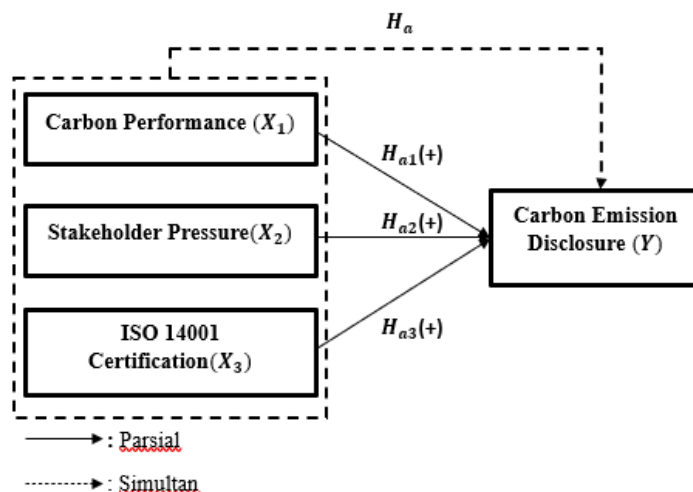 Hₐ
Carbon Performance (X₁)
Hₐ₁(+)
Stakeholder Pressure(X₂)
Hₐ₂(+)
Carbon Emission
Disclosure (Y)
ISO 14001
Certification(X₃)
Hₐ₃(+)
: Parsial
: Simultan